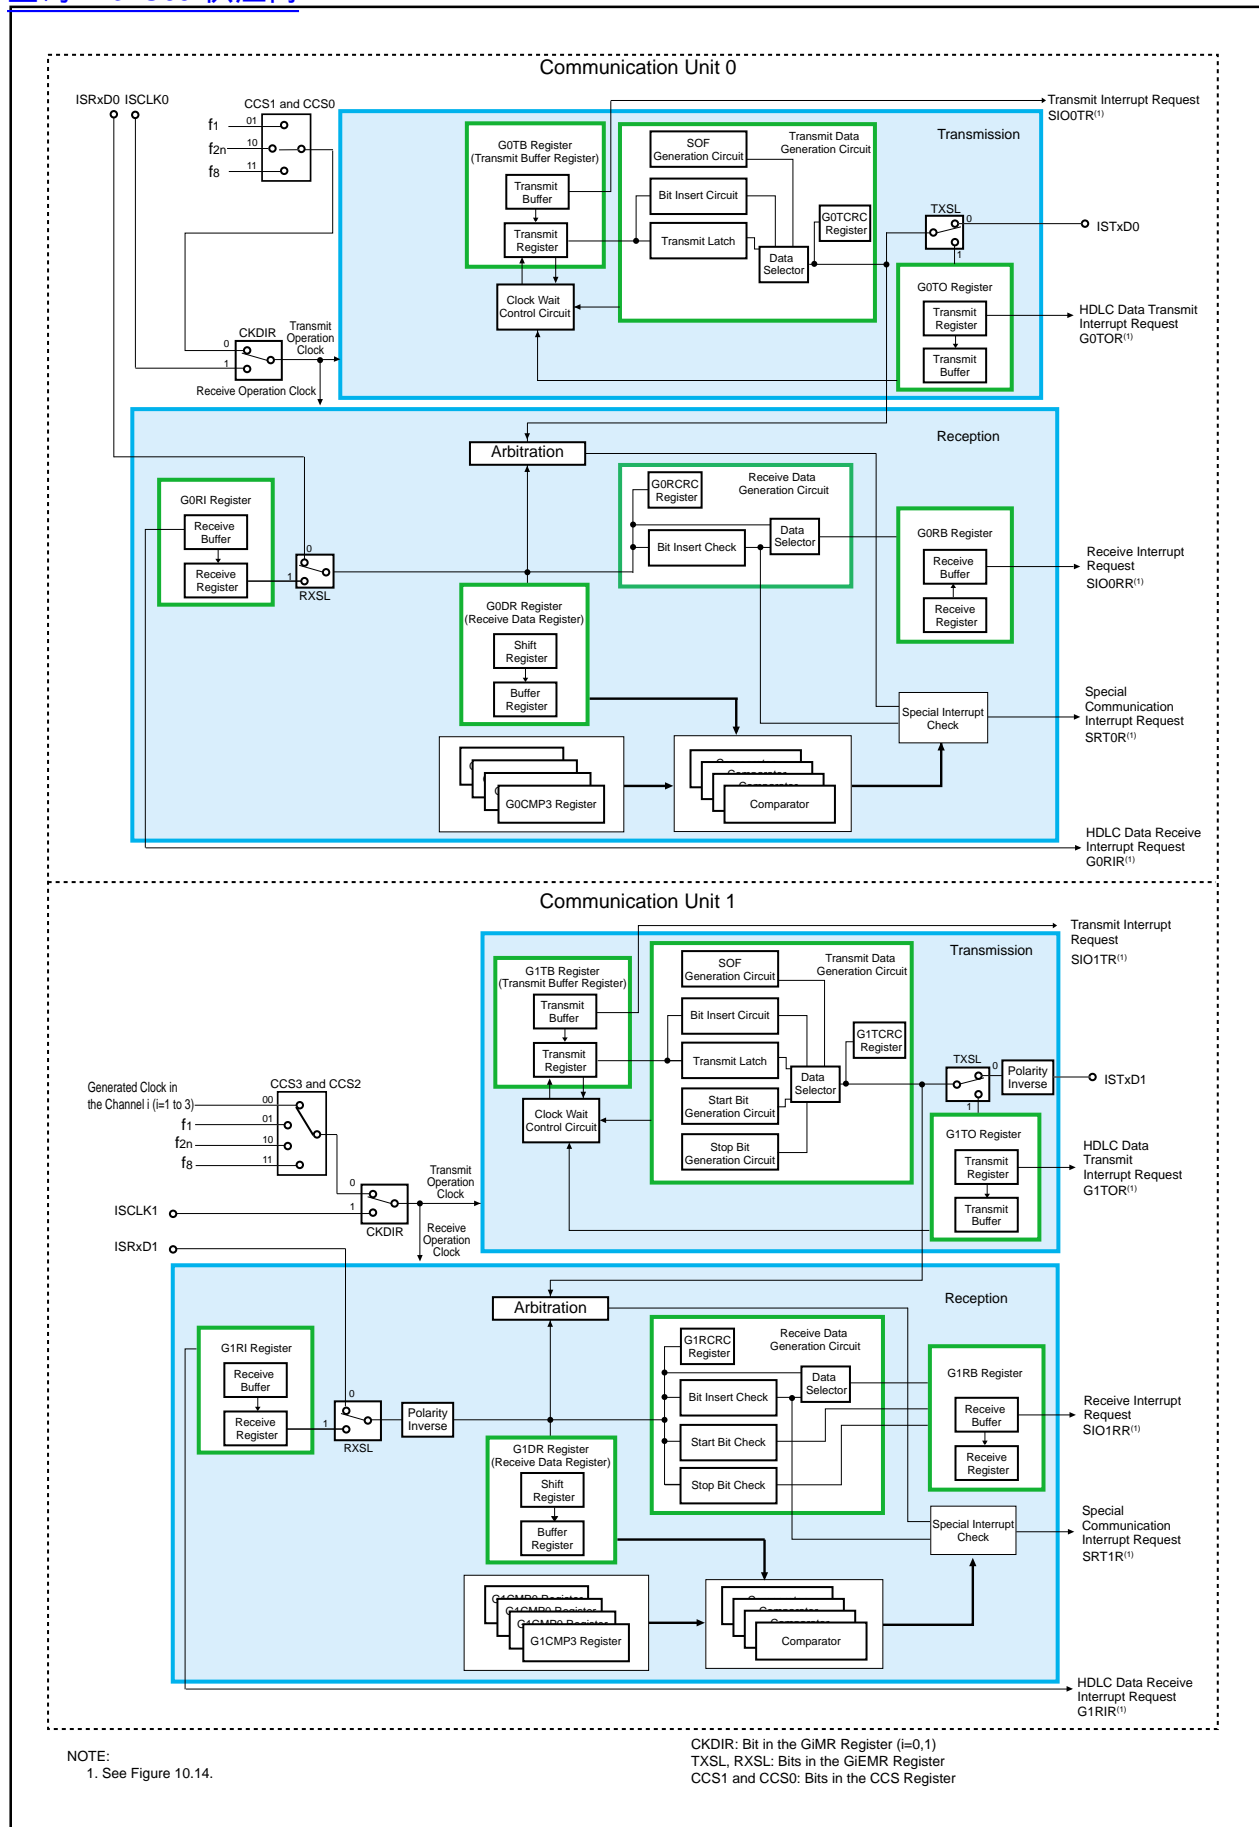 Communication Unit 0
ISRxD0 ISCLK0
CCS1 and CCS0
f1
01
f2n
10
f8
11
Transmit Interrupt Request
SIO0TR(1)
Transmission
G0TB Register
(Transmit Buffer Register)
Transmit
Buffer
Transmit
Register
Clock Wait
Control Circuit
SOF
Generation Circuit
Transmit Data
Generation Circuit
Bit Insert Circuit
Transmit Latch
Data
Selector
G0TCRC
Register
TXSL
0
1
ISTxD0
G0TO Register
Transmit
Register
Transmit
Buffer
HDLC Data Transmit
Interrupt Request
G0TOR(1)
CKDIR
0
1
Transmit
Operation
Clock
Receive Operation Clock
Reception
Arbitration
G0RI Register
Receive
Buffer
Receive
Register
0
1
RXSL
G0RCRC
Register
Receive Data
Generation Circuit
Bit Insert Check
Data
Selector
G0RB Register
Receive
Buffer
Receive
Register
Receive Interrupt
Request
SIO0RR(1)
G0DR Register
(Receive Data Register)
Shift
Register
Buffer
Register
Special Interrupt
Check
Special
Communication
Interrupt Request
SRT0R(1)
G0CMP3 Register
Comparator
HDLC Data Receive
Interrupt Request
G0RIR(1)
Communication Unit 1
Transmit Interrupt
Request
SIO1TR(1)
Transmission
G1TB Register
(Transmit Buffer Register)
Transmit
Buffer
Transmit
Register
Clock Wait
Control Circuit
SOF
Generation Circuit
Transmit Data
Generation Circuit
Bit Insert Circuit
Transmit Latch
Start Bit
Generation Circuit
Stop Bit
Generation Circuit
Data
Selector
G1TCRC
Register
TXSL
0
1
Polarity
Inverse
ISTxD1
G1TO Register
Transmit
Register
Transmit
Buffer
HDLC Data
Transmit
Interrupt Request
G1TOR(1)
CCS3 and CCS2
Generated Clock in
the Channel i (i=1 to 3)
00
f1
01
f2n
10
f8
11
ISCLK1
0
1
CKDIR
Transmit
Operation
Clock
Receive
Operation
Clock
ISRxD1
Reception
Arbitration
G1RI Register
Receive
Buffer
Receive
Register
0
1
RXSL
Polarity
Inverse
G1RCRC
Register
Receive Data
Generation Circuit
Bit Insert Check
Data
Selector
Start Bit Check
Stop Bit Check
G1RB Register
Receive
Buffer
Receive
Register
Receive Interrupt
Request
SIO1RR(1)
G1DR Register
(Receive Data Register)
Shift
Register
Buffer
Register
Special Interrupt
Check
Special
Communication
Interrupt Request
SRT1R(1)
G1CMP3 Register
Comparator
HDLC Data Receive
Interrupt Request
G1RIR(1)
NOTE:
1. See Figure 10.14.
CKDIR: Bit in the GiMR Register (i=0,1)
TXSL, RXSL: Bits in the GiEMR Register
CCS1 and CCS0: Bits in the CCS Register